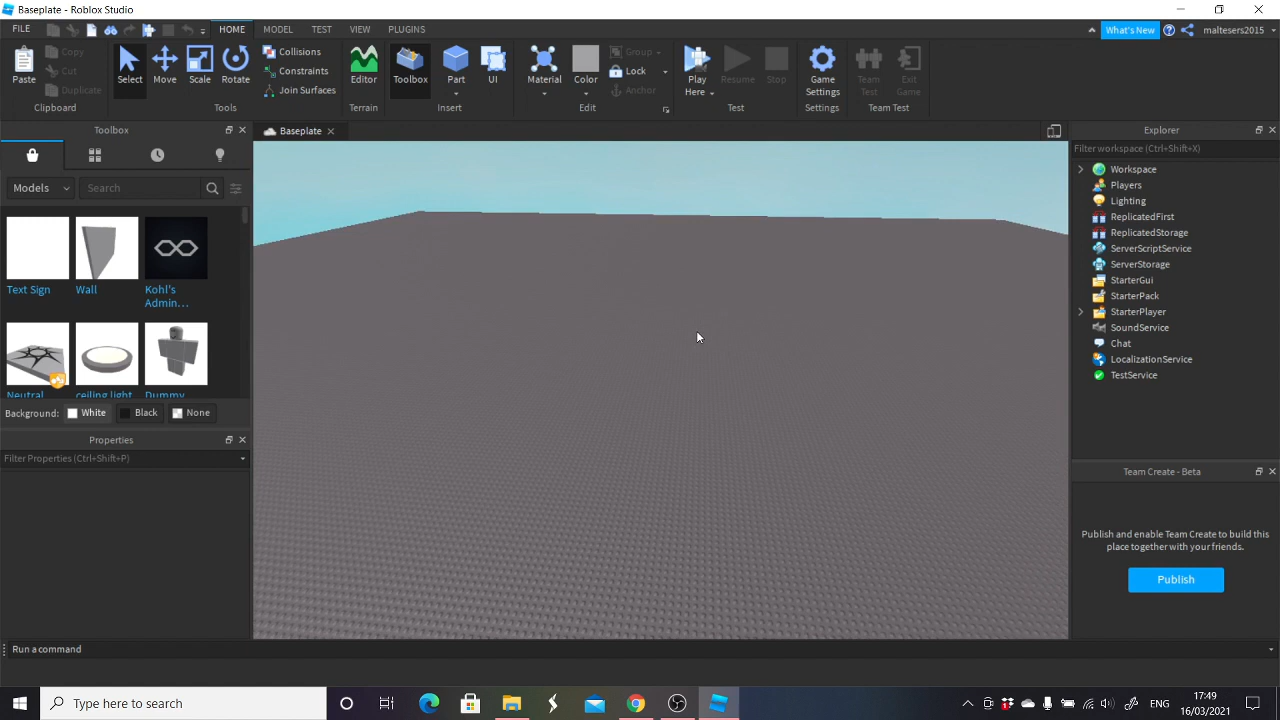 Baseplate - Roblox Studio
FILE HOME MODEL TEST VIEW PLUGINS What's New maltesers2015
Paste Copy Cut Duplicate
Clipboard
Select Move Scale Rotate Collisions Constraints Join Surfaces
Tools
Editor
Terrain
Toolbox Part UI
Insert
Material Color Group Lock Anchor
Edit
Play Here Resume Stop
Test
Game Settings
Settings
Team Test Exit Game
Team Test
Toolbox
Models Search
Text Sign Wall Kohl's Admin...
Neutral ceiling light Dummy
Background: White Black None
Properties
Filter Properties (Ctrl+Shift+P)
Baseplate
Explorer
Filter workspace (Ctrl+Shift+X)
Workspace
Players
Lighting
ReplicatedFirst
ReplicatedStorage
ServerScriptService
ServerStorage
StarterGui
StarterPack
StarterPlayer
SoundService
Chat
LocalizationService
TestService
Team Create - Beta
Publish and enable Team Create to build this
place together with your friends.
Publish
Run a command
Type here to search
ENG
17:49
16/03/2021